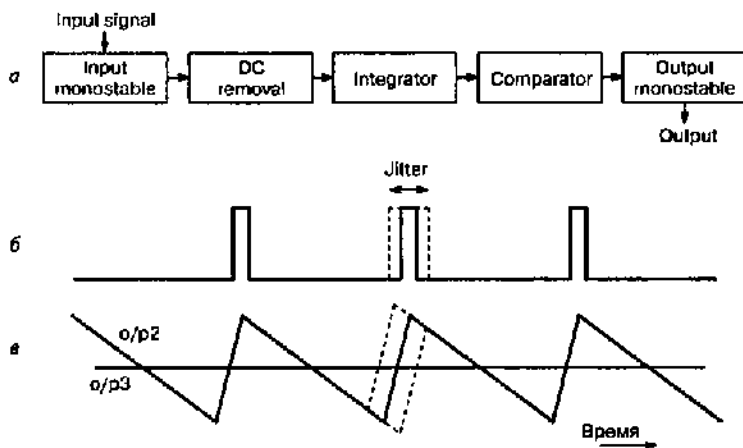 Input signal
а
Input
monostable
DC
removal
Integrator
Comparator
Output
monostable
Output
Jitter
б
в
o/p2
o/p3
Время